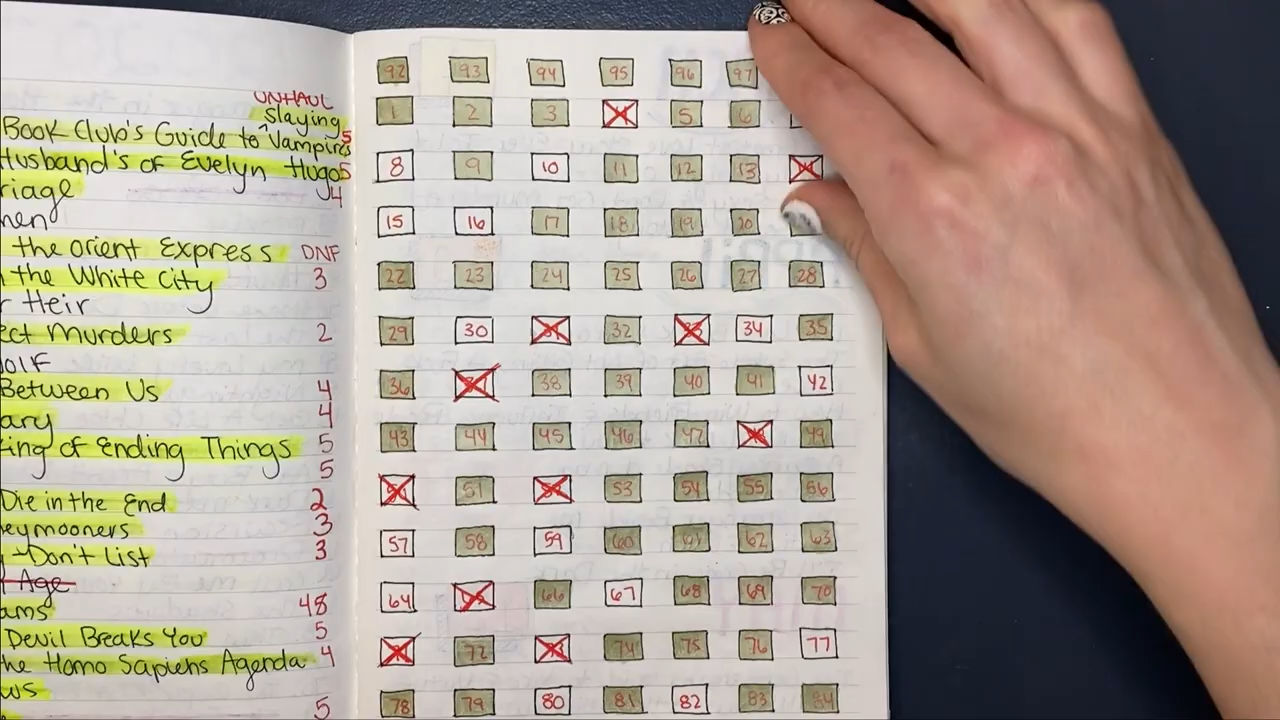 UNHAUL
slaying
Book Club's Guide to Vampires 5
Husband's of Evelyn Hugo 5
riage 4
men
the orient Express DNF
the White City 3
r Heir
ect Murders 2
Between Us 4
ary 4
ing of Ending Things 5
5
Die in the End 2
eymooners 3
Don't List 3
Age
ams 48
Devil Breaks You 5
he Homo Sapiens Agenda 4
ws
5
92 93 94 95 96 97
1 2 3 5 6
8 9 10 11 12 13
15 16 17 18 19 20
22 23 24 25 26 27 28
29 30 32 34 35
36 38 39 40 41 42
43 44 45 46 47 49
51 53 54 55 56
57 58 59 60 61 62 63
64 66 67 68 69 70
72 74 75 76 77
78 79 80 81 82 83 84